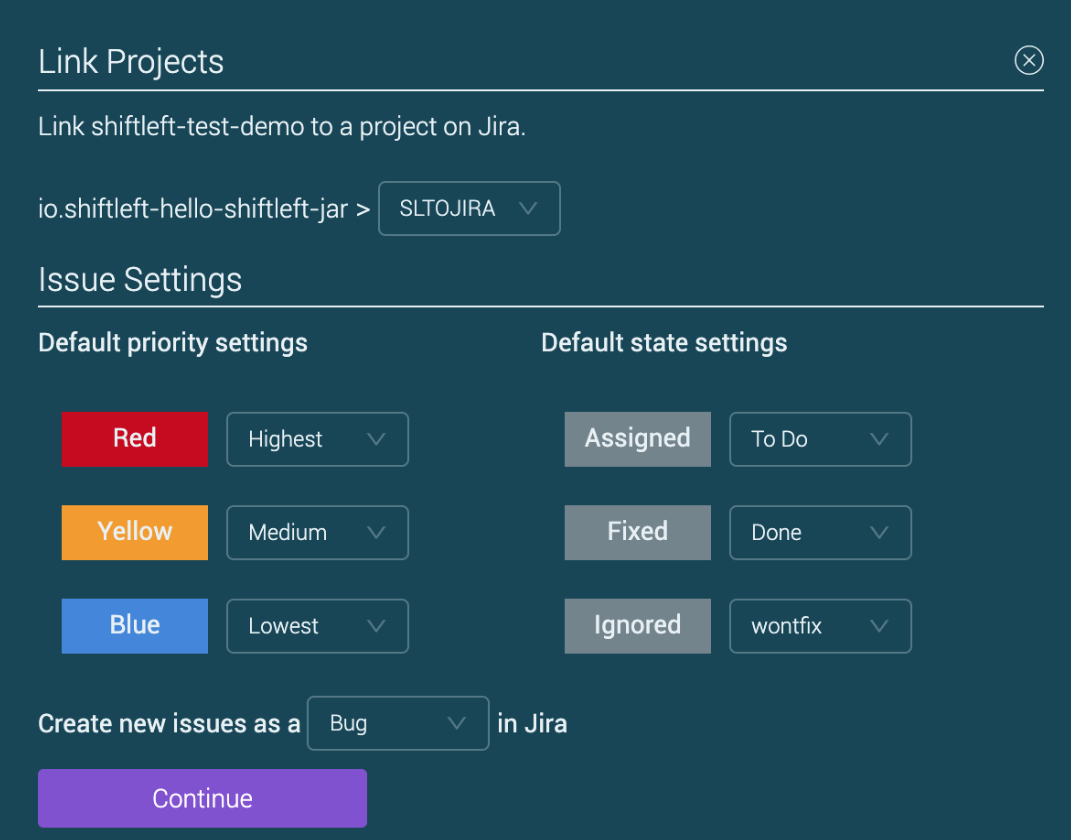 Link Projects
Link shiftleft-test-demo to a project on Jira.
io.shiftleft-hello-shiftleft-jar > SLTOJIRA
Issue Settings
Default priority settings Default state settings
Red Highest Assigned To Do
Yellow Medium Fixed Done
Blue Lowest Ignored wontfix
Create new issues as a Bug in Jira
Continue